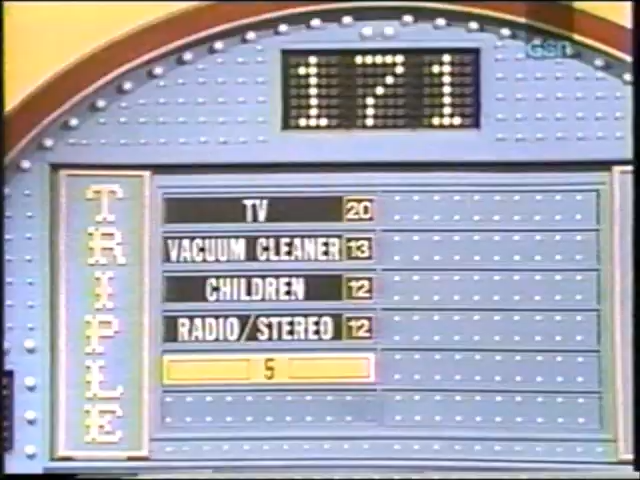 GSN
171
TRIPLE
TV 20
VACUUM CLEANER 13
CHILDREN 12
RADIO/STEREO 12
5